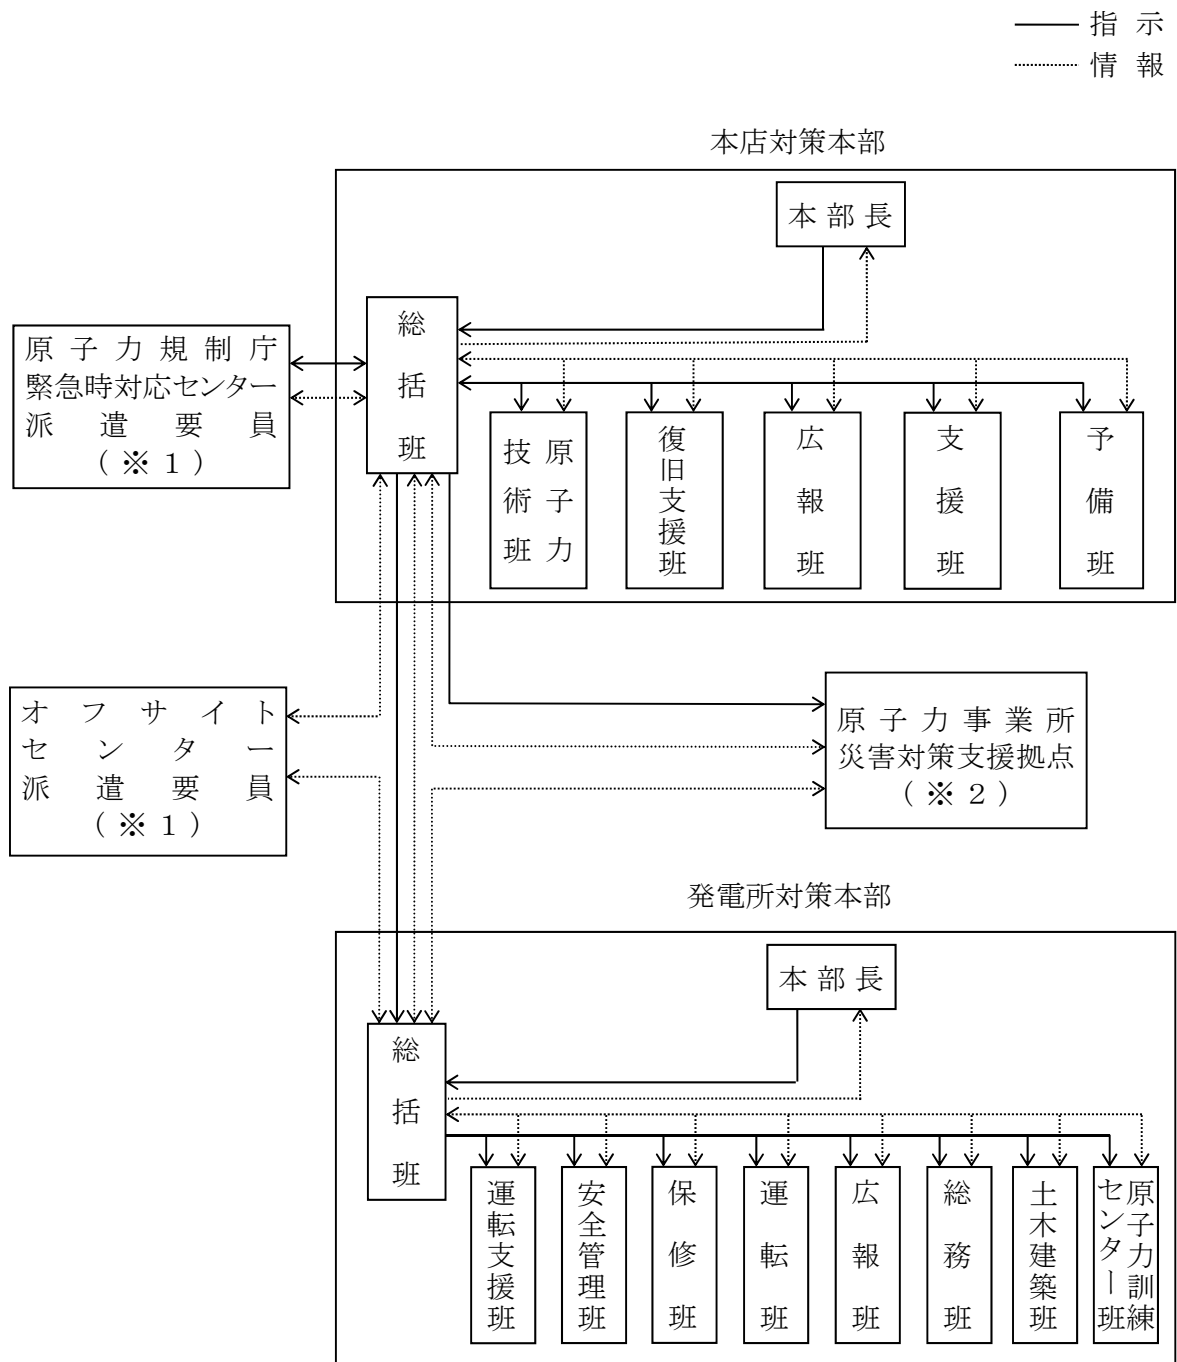 指示
情報
本店対策本部
本部長
総括班
原子力規制庁
緊急時対応センター
派遣要員
(※1)
原子力
技術班
復旧支援班
広報班
支援班
予備班
オフサイト
センター
派遣要員
(※1)
原子力事業所
災害対策支援拠点
(※2)
発電所対策本部
本部長
総括班
運転支援班
安全管理班
保修班
運転班
広報班
総務班
土木建築班
原子力訓練
センター班